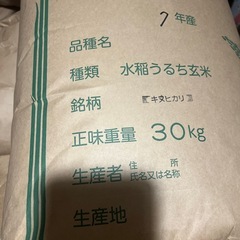 7年産
品種名
種類 水稲うるち玄米
銘柄 キヌヒカリ
正味重量 30kg
生産者 住所
氏名又は名称
生産地